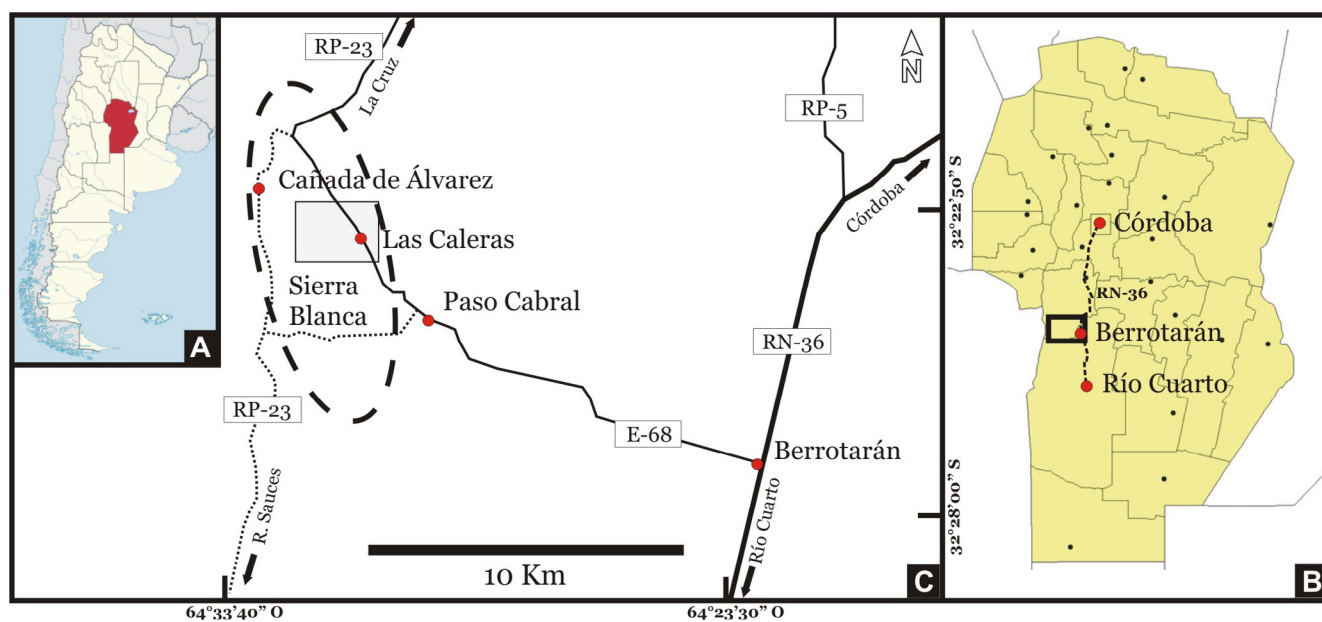 RP-23
La Cruz
N
RP-5
Córdoba
32°22'50” S
Cañada de Álvarez
Las Caleras
Sierra
Blanca
Paso Cabral
RN-36
RP-23
E-68
Berrotarán
R. Sauces
Río Cuarto
32°28'00” S
10 Km
64°33'40” O
64°23'30” O
A
C
Córdoba
RN-36
Berrotarán
Río Cuarto
B